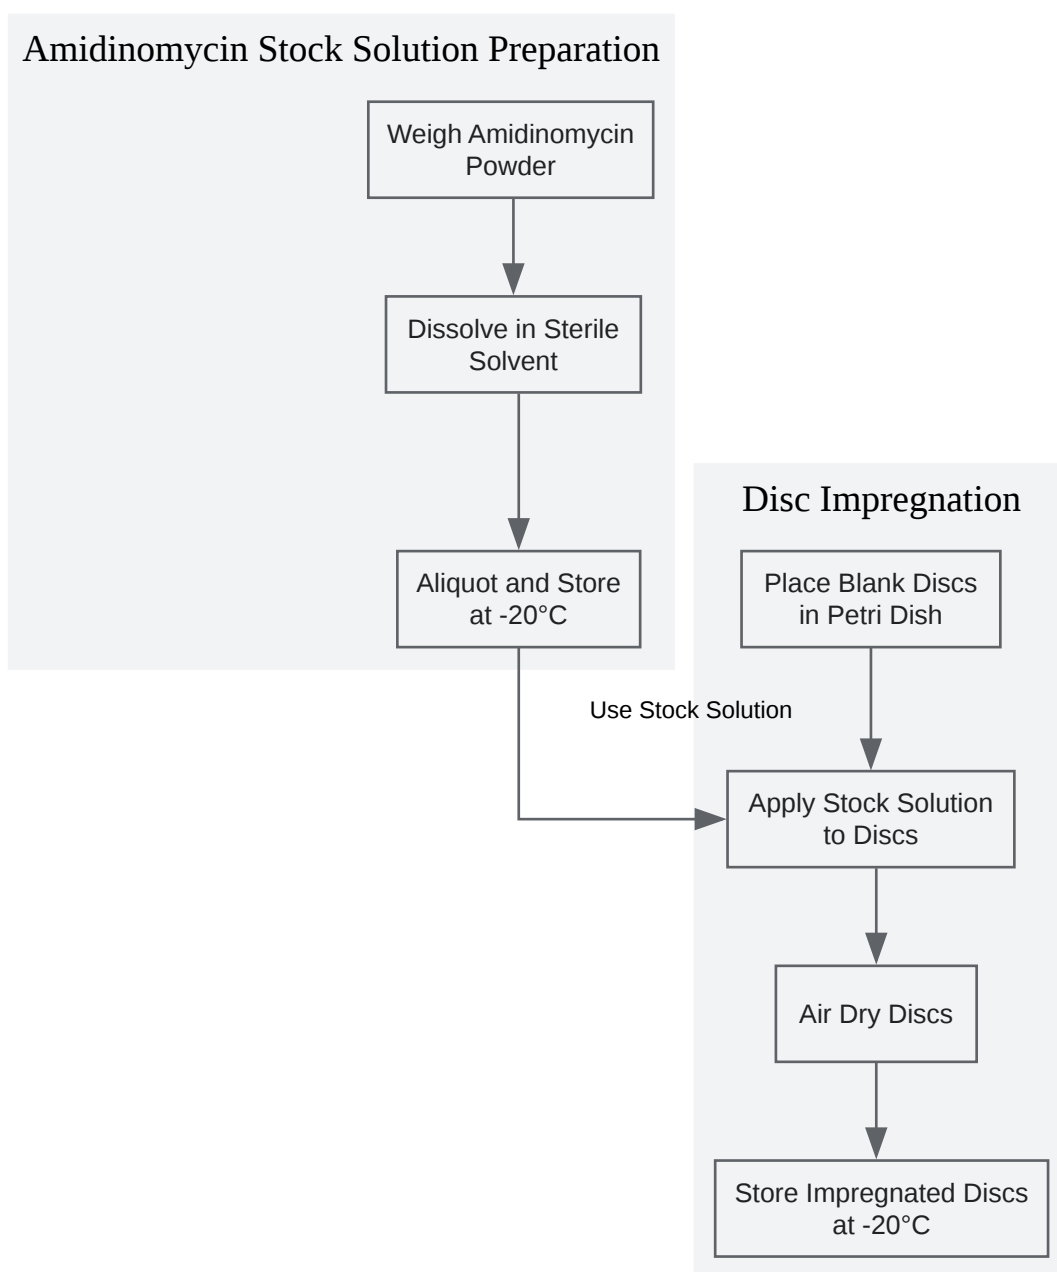 Amidinomycin Stock Solution Preparation
Weigh Amidinomycin
Powder
Dissolve in Sterile
Solvent
Aliquot and Store
at -20°C
Disc Impregnation
Place Blank Discs
in Petri Dish
Use Stock Solution
Apply Stock Solution
to Discs
Air Dry Discs
Store Impregnated Discs
at -20°C